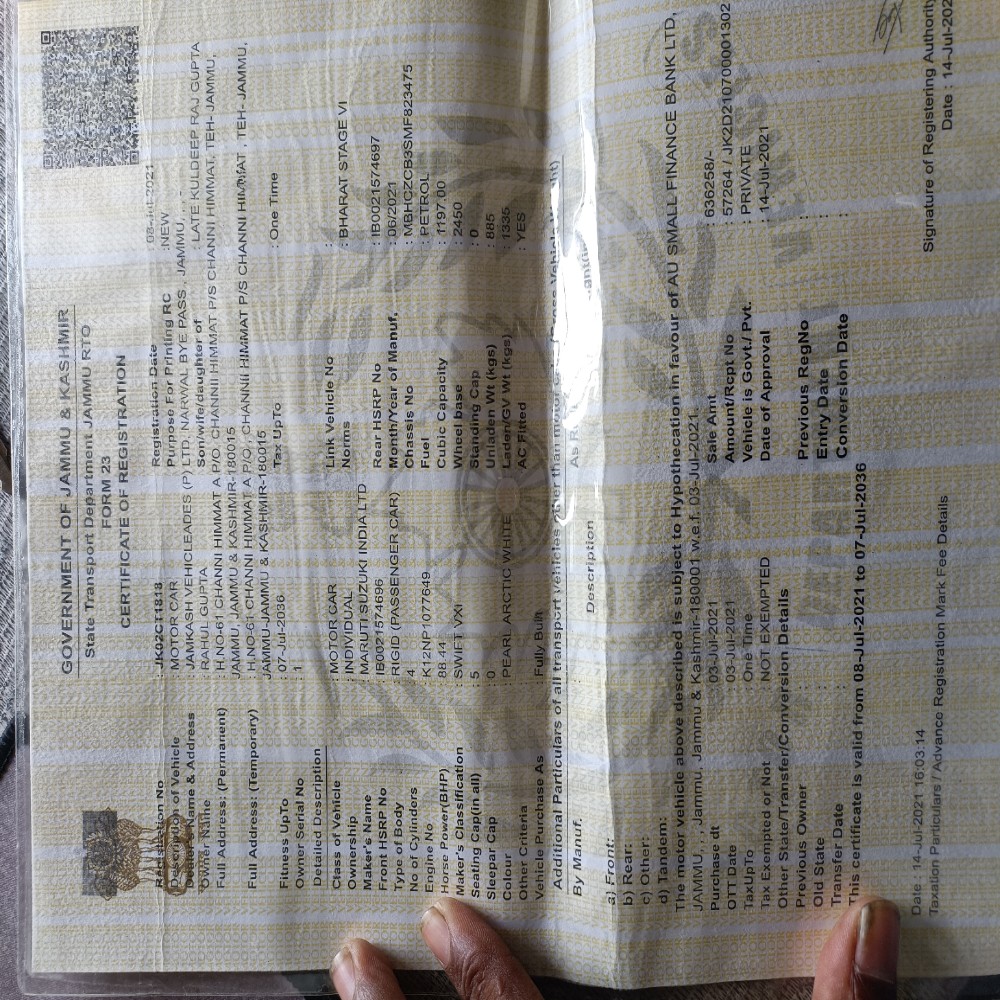 GOVERNMENT OF JAMMU & KASHMIR
State Transport Department JAMMU RTO
FORM 23
CERTIFICATE OF REGISTRATION
Registration No : JK02CT1818 Registration Date : 08-Jul-2021
Description of Vehicle : MOTOR CAR Purpose For Printing RC : NEW
Dealer's Name & Address : JAMKASH VEHICLEADES (P) LTD, NARWAL BYE PASS , JAMMU, , , -
Owner Name : RAHUL GUPTA Son/wife/daughter of : LATE KULDEEP RAJ GUPTA
Full Address: (Permanent) : H.NO-61 CHANNI HIMMAT A P/O CHANNI HIMMAT P/S CHANNI HIMMAT, TEH-JAMMU,
JAMMU, JAMMU & KASHMIR-180015
Full Address: (Temporary) : H.NO-61 CHANNI HIMMAT A P/O, CHANNI HIMMAT P/S CHANNI HIMMAT , TEH-JAMMU,
JAMMU-JAMMU & KASHMIR-180015
Fitness UpTo : 07-Jul-2036 Tax UpTo : One Time
Owner Serial No : 1
Detailed Description
Class of Vehicle : MOTOR CAR Link Vehicle No :
Ownership : INDIVIDUAL Norms : BHARAT STAGE VI
Maker's Name : MARUTI SUZUKI INDIA LTD
Front HSRP No : IB0021574696 Rear HSRP No : IB0021574697
Type of Body : RIGID (PASSENGER CAR) Month/Year of Manuf. : 06/2021
No of Cylinders : 4 Chassis No : MBHCZCB3SMF823475
Engine No : K12NP1077649 Fuel : PETROL
Horse Power(BHP) : 88.44 Cubic Capacity : 1197.00
Maker's Classification : SWIFT VXI Wheel base : 2450
Seating Cap(in all) : 5 Standing Cap : 0
Sleepar Cap : 0 Unladen Wt (kgs) : 885
Colour : PEARL ARCTIC WHITE Laden/GV Wt (kgs) : 1335
Other Criteria : AC Fitted : YES
Vehicle Purchase As : Fully Built
Additional Particulars of all transport vehicles other than motor
By Manuf. Description As R
a) Front:
b) Rear:
c) Other:
d) Tandem:
The motor vehicle above described is subject to Hypothecation in favour of AU SMALL FINANCE BANK LTD,
JAMMU , , , Jammu, Jammu & Kashmir-180001 w.e.f. 03-Jul-2021.
Purchase dt : 03-Jul-2021 Sale Amt : 636258/-
OTT Date : 03-Jul-2021 Amount/Rcpt No : 57264 / JK2D210700001302
TaxUpTo : One Time Vehicle is Govt./ Pvt. : PRIVATE
Tax Exempted or Not : NOT EXEMPTED Date of Approval : 14-Jul-2021
Other State/Transfer/Conversion Details
Previous Owner : Previous RegNo :
Old State : Entry Date :
Transfer Date : Conversion Date :
This certificate is valid from 08-Jul-2021 to 07-Jul-2036
Signature of Registering Authority
Date : 14-Jul-2021 16:03:14 Date : 14-Jul-202
Taxation Particulars / Advance Registration Mark Fee Details